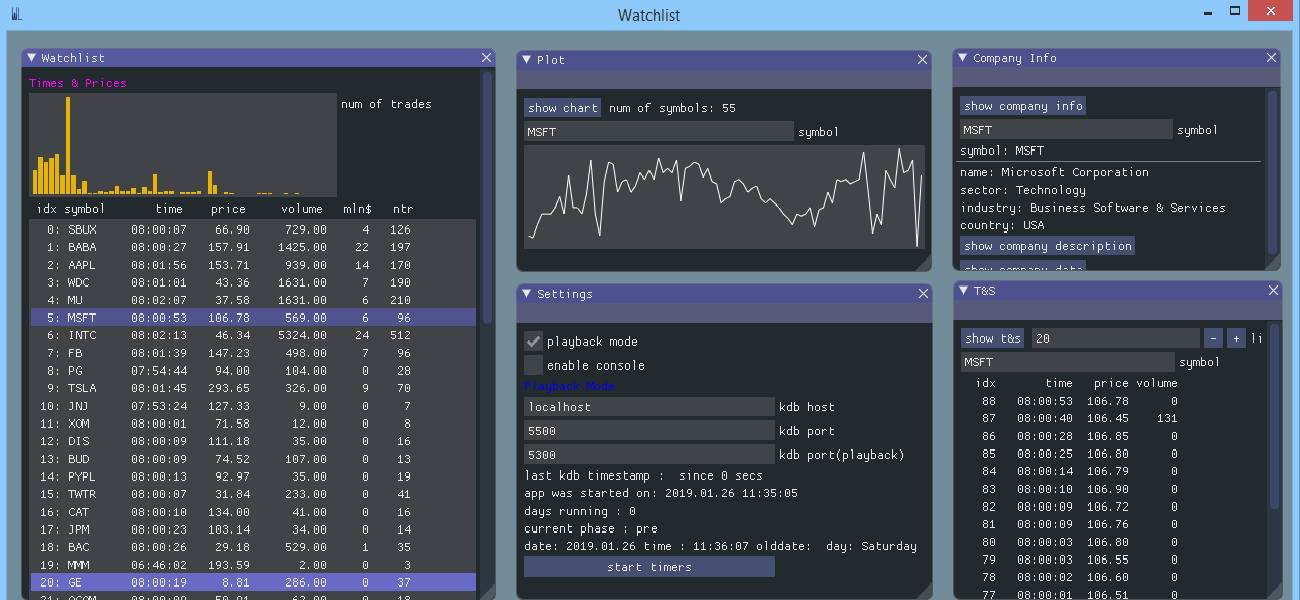 Watchlist
Watchlist
Times & Prices
num of trades
idx symbol time price volume mln$ ntr
0: SBUX 08:00:07 66.90 729.00 4 126
1: BABA 08:00:27 157.91 1425.00 22 197
2: AAPL 08:01:56 153.71 939.00 14 170
3: WDC 08:01:01 43.36 1631.00 7 190
4: MU 08:02:07 37.58 1631.00 6 210
5: MSFT 08:00:53 106.78 569.00 6 96
6: INTC 08:02:13 46.34 5324.00 24 512
7: FB 08:01:39 147.23 498.00 7 96
8: PG 07:54:44 94.00 104.00 0 28
9: TSLA 08:01:45 293.65 326.00 9 70
10: JNJ 07:53:24 127.33 9.00 0 7
11: XOM 08:00:01 71.58 12.00 0 8
12: DIS 08:00:09 111.18 35.00 0 16
13: BUD 08:00:09 74.52 107.00 0 13
14: PYPL 08:00:13 92.97 35.00 0 19
15: TWTR 08:00:07 31.84 233.00 0 41
16: CAT 08:00:10 134.00 41.00 0 16
17: JPM 08:00:23 103.14 34.00 0 14
18: BAC 08:00:26 29.18 529.00 1 35
19: MMM 06:46:02 193.59 2.00 0 3
20: GE 08:00:19 8.81 286.00 0 37
Plot
show chart num of symbols: 55
MSFT symbol
Settings
playback mode
enable console
Playback Mode
localhost kdb host
5500 kdb port
5300 kdb port(playback)
last kdb timestamp : since 0 secs
app was started on: 2019.01.26 11:35:05
days running : 0
current phase : pre
date: 2019.01.26 time : 11:36:07 olddate: day: Saturday
start timers
Company Info
show company info
MSFT symbol
symbol: MSFT
name: Microsoft Corporation
sector: Technology
industry: Business Software & Services
country: USA
show company description
show company data
T&S
show t&s 20 - + li
MSFT symbol
idx time price volume
88 08:00:53 106.78 0
87 08:00:40 106.45 131
86 08:00:28 106.85 0
85 08:00:25 106.80 0
84 08:00:14 106.79 0
83 08:00:10 106.90 0
82 08:00:09 106.72 0
81 08:00:09 106.76 0
80 08:00:03 106.80 0
79 08:00:03 106.55 0
78 08:00:02 106.60 0
77 08:00:01 106.51 0